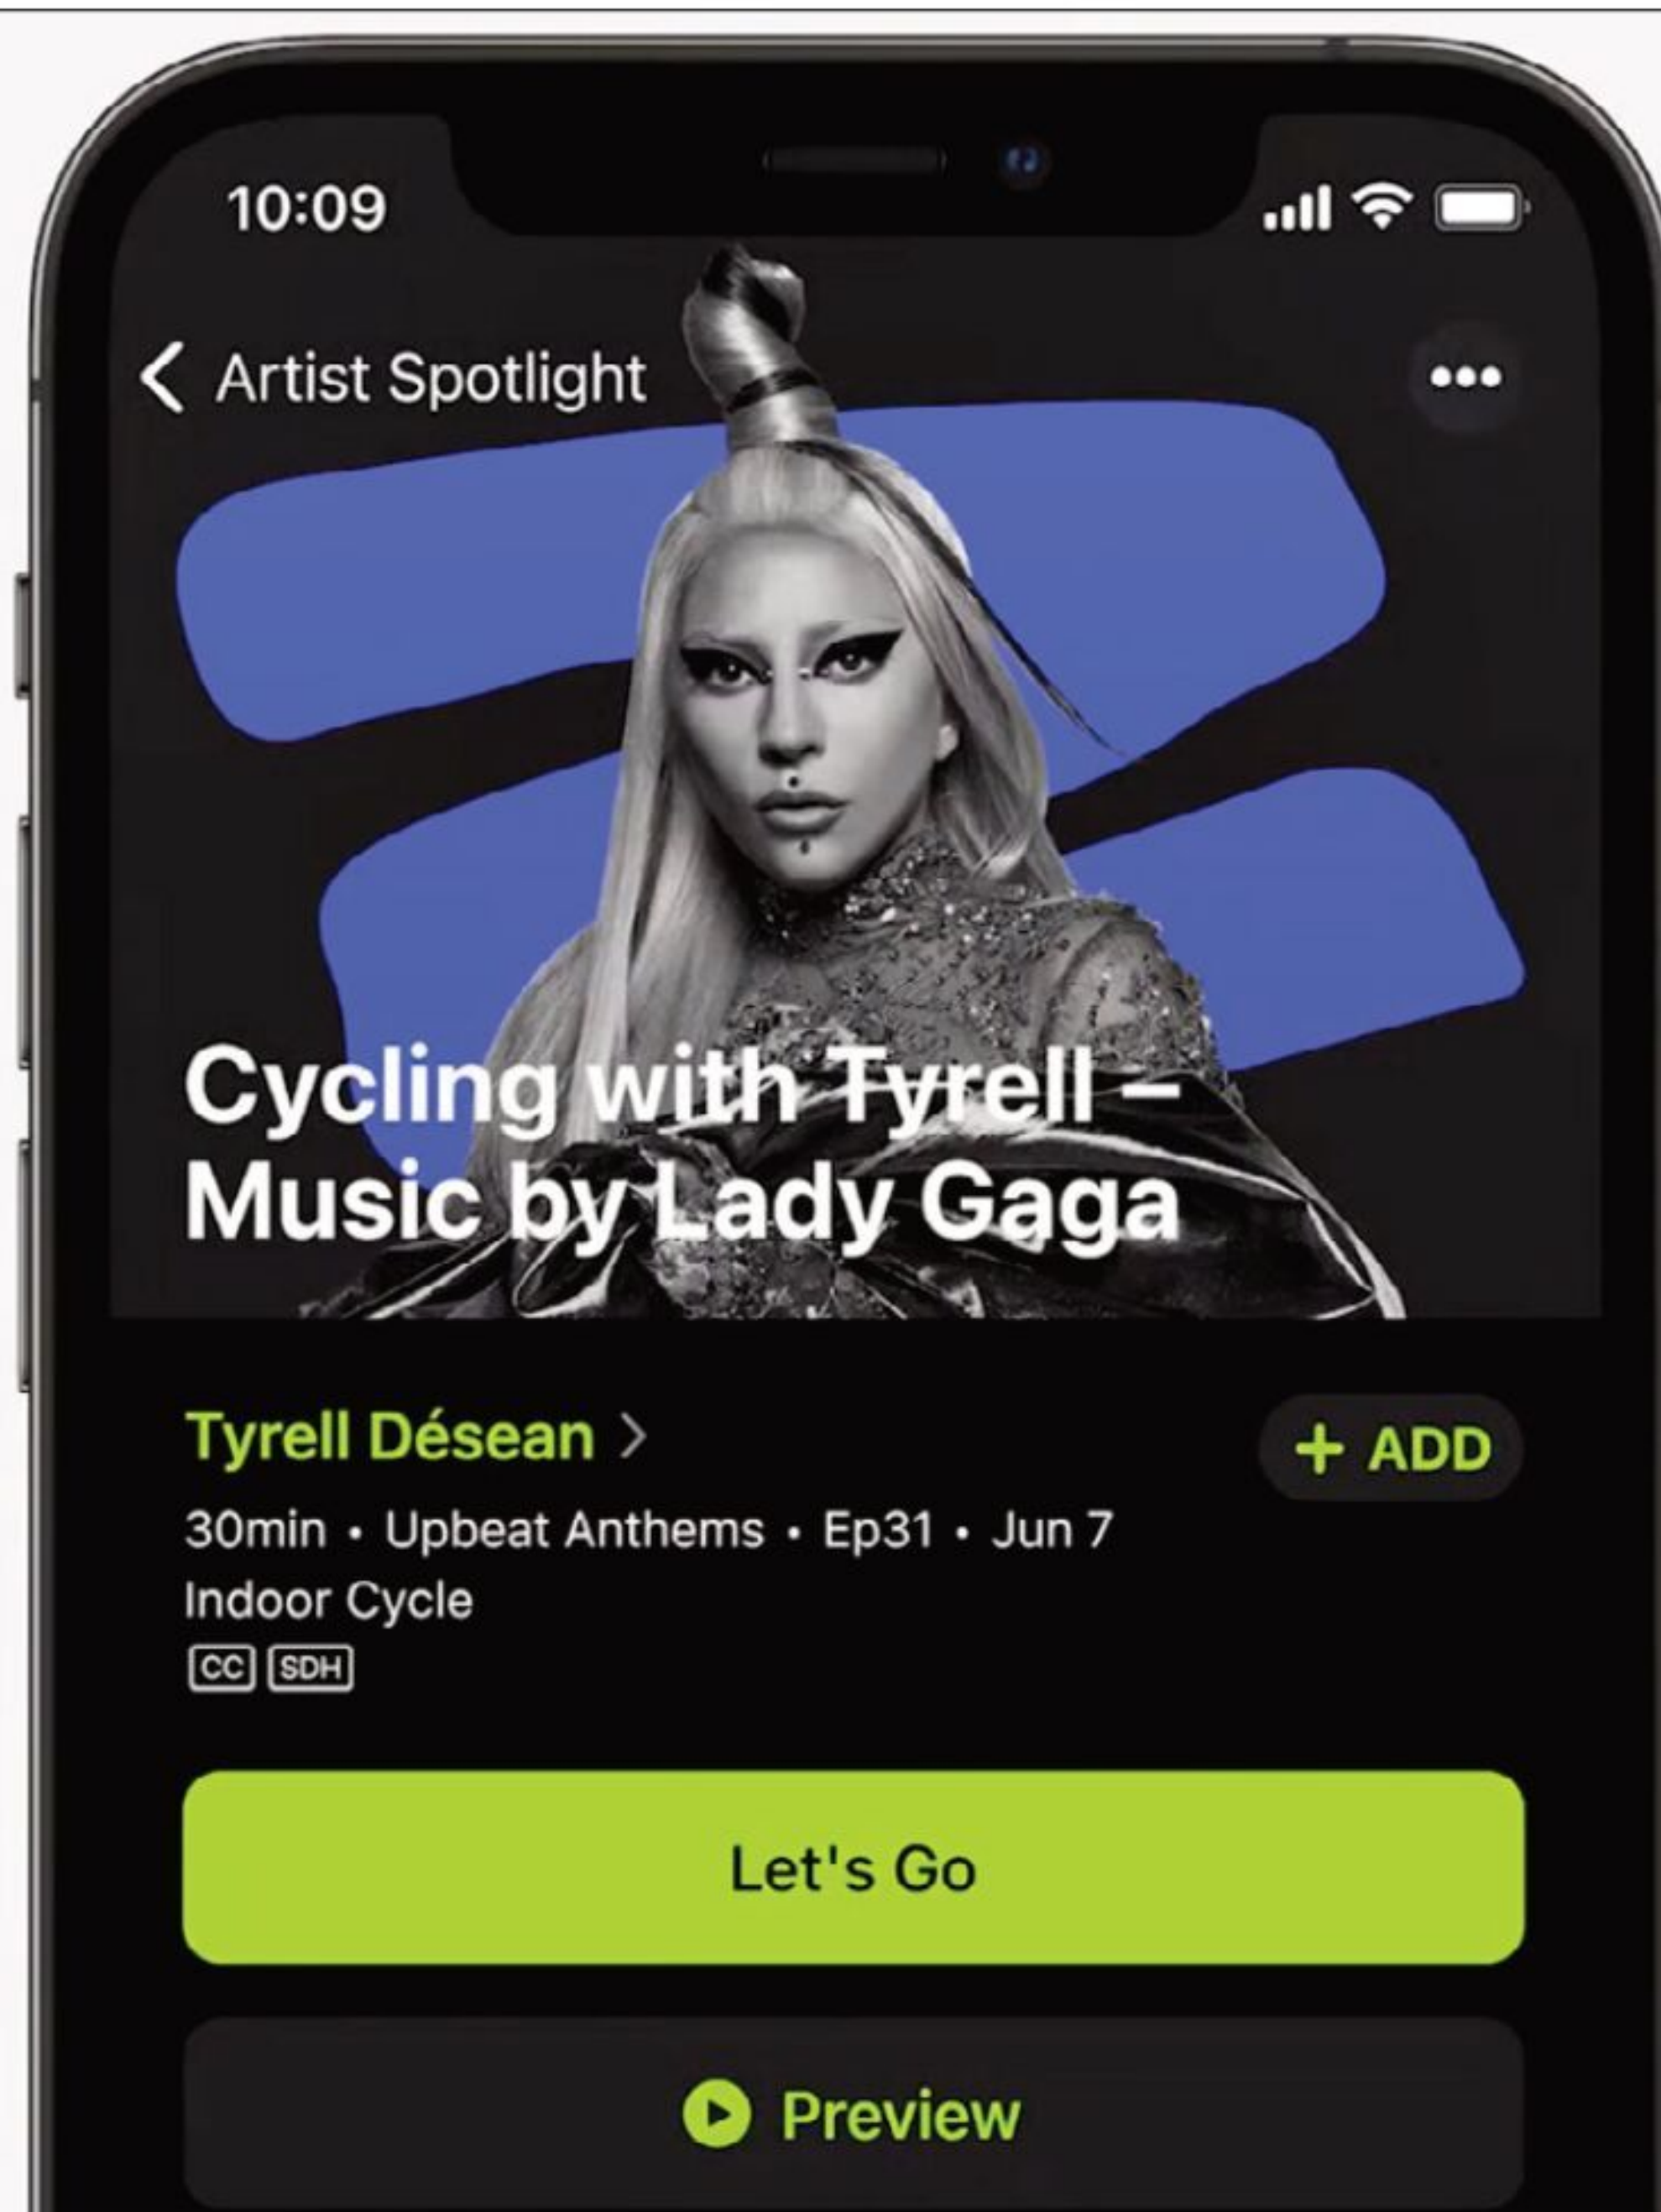 10:09
Artist Spotlight
Cycling with Tyrell –
Music by Lady Gaga
Tyrell Désean
+ ADD
30min • Upbeat Anthems • Ep31 • Jun 7
Indoor Cycle
CC SDH
Let's Go
Preview